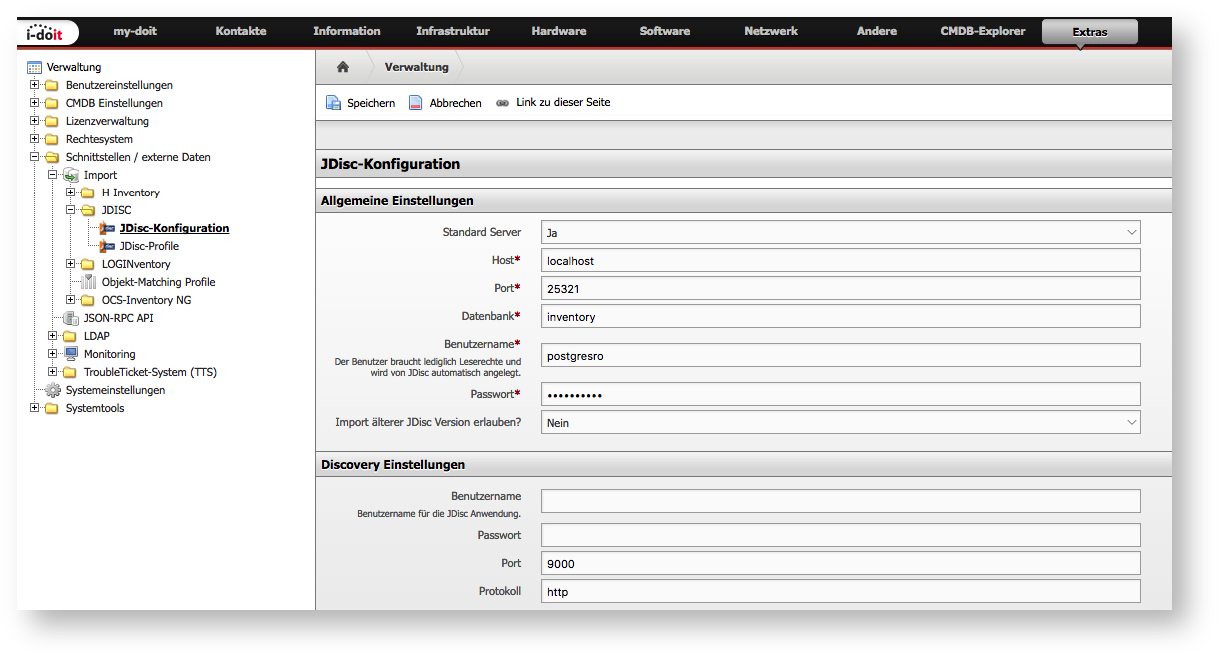 i-doit
my-doit Kontakte Information Infrastruktur Hardware Software Netzwerk Andere CMDB-Explorer Extras
Verwaltung
Benutzereinstellungen
CMDB Einstellungen
Lizenzverwaltung
Rechtesystem
Schnittstellen / externe Daten
Import
H Inventory
JDISC
JDisc-Konfiguration
JDisc-Profile
LOGINventory
Objekt-Matching Profile
OCS-Inventory NG
JSON-RPC API
LDAP
Monitoring
TroubleTicket-System (TTS)
Systemeinstellungen
Systemtools
Verwaltung
Speichern Abbrechen Link zu dieser Seite
JDisc-Konfiguration
Allgemeine Einstellungen
Standard Server Ja
Host* localhost
Port* 25321
Datenbank* inventory
Benutzername* postgresro
Der Benutzer braucht lediglich Leserechte und
wird von JDisc automatisch angelegt.
Passwort* ••••••••••
Import älterer JDisc Version erlauben? Nein
Discovery Einstellungen
Benutzername
Benutzername für die JDisc Anwendung.
Passwort
Port 9000
Protokoll http